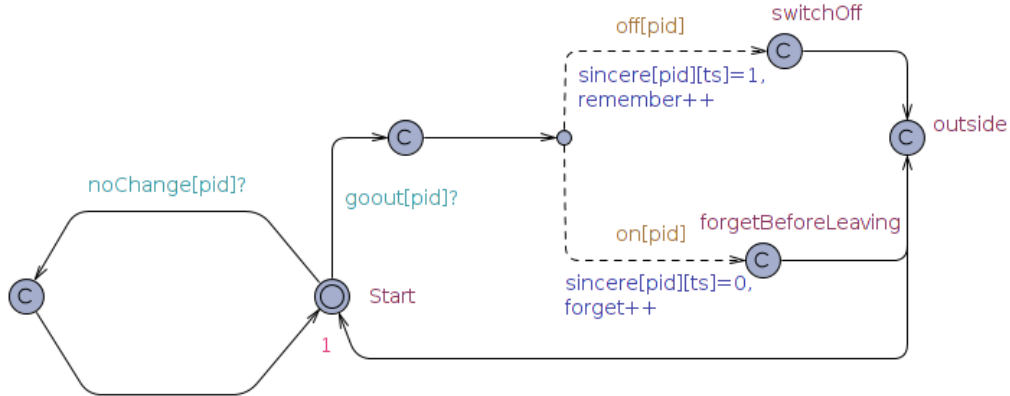 switchOff
off[pid]
sincere[pid][ts]=1,
remember++
C
C
C
outside
noChange[pid]?
goout[pid]?
forgetBeforeLeaving
on[pid]
C
sincere[pid][ts]=0,
forget++
C
Start
1